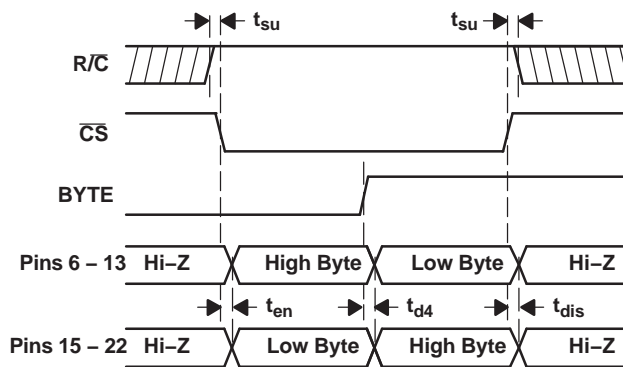 tsu tsu
R/C̅
C̅S̅
BYTE
Pins 6 – 13 Hi–Z High Byte Low Byte Hi–Z
ten td4 tdis
Pins 15 – 22 Hi–Z Low Byte High Byte Hi–Z